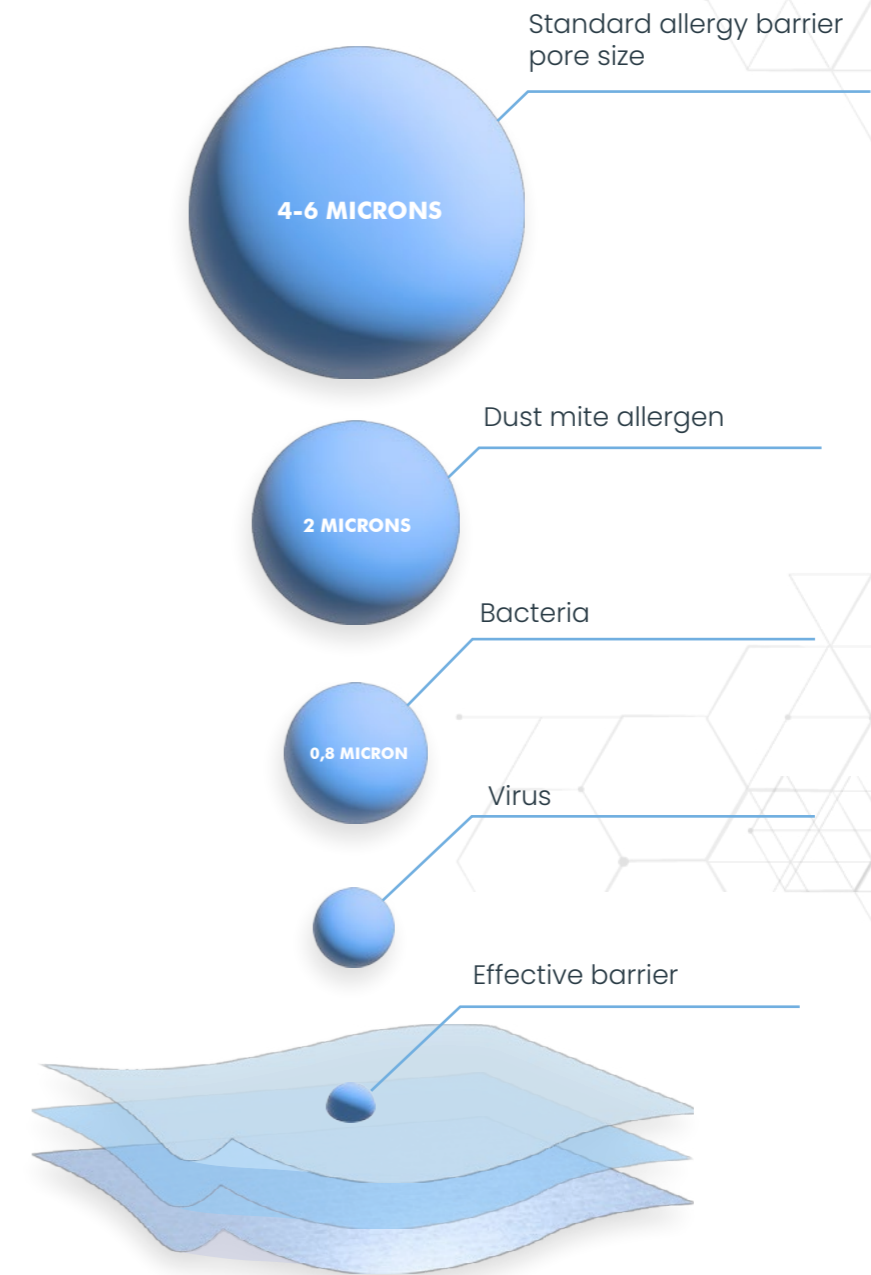 Standard allergy barrier
pore size
4-6 MICRONS
Dust mite allergen
2 MICRONS
Bacteria
0,8 MICRON
Virus
Effective barrier